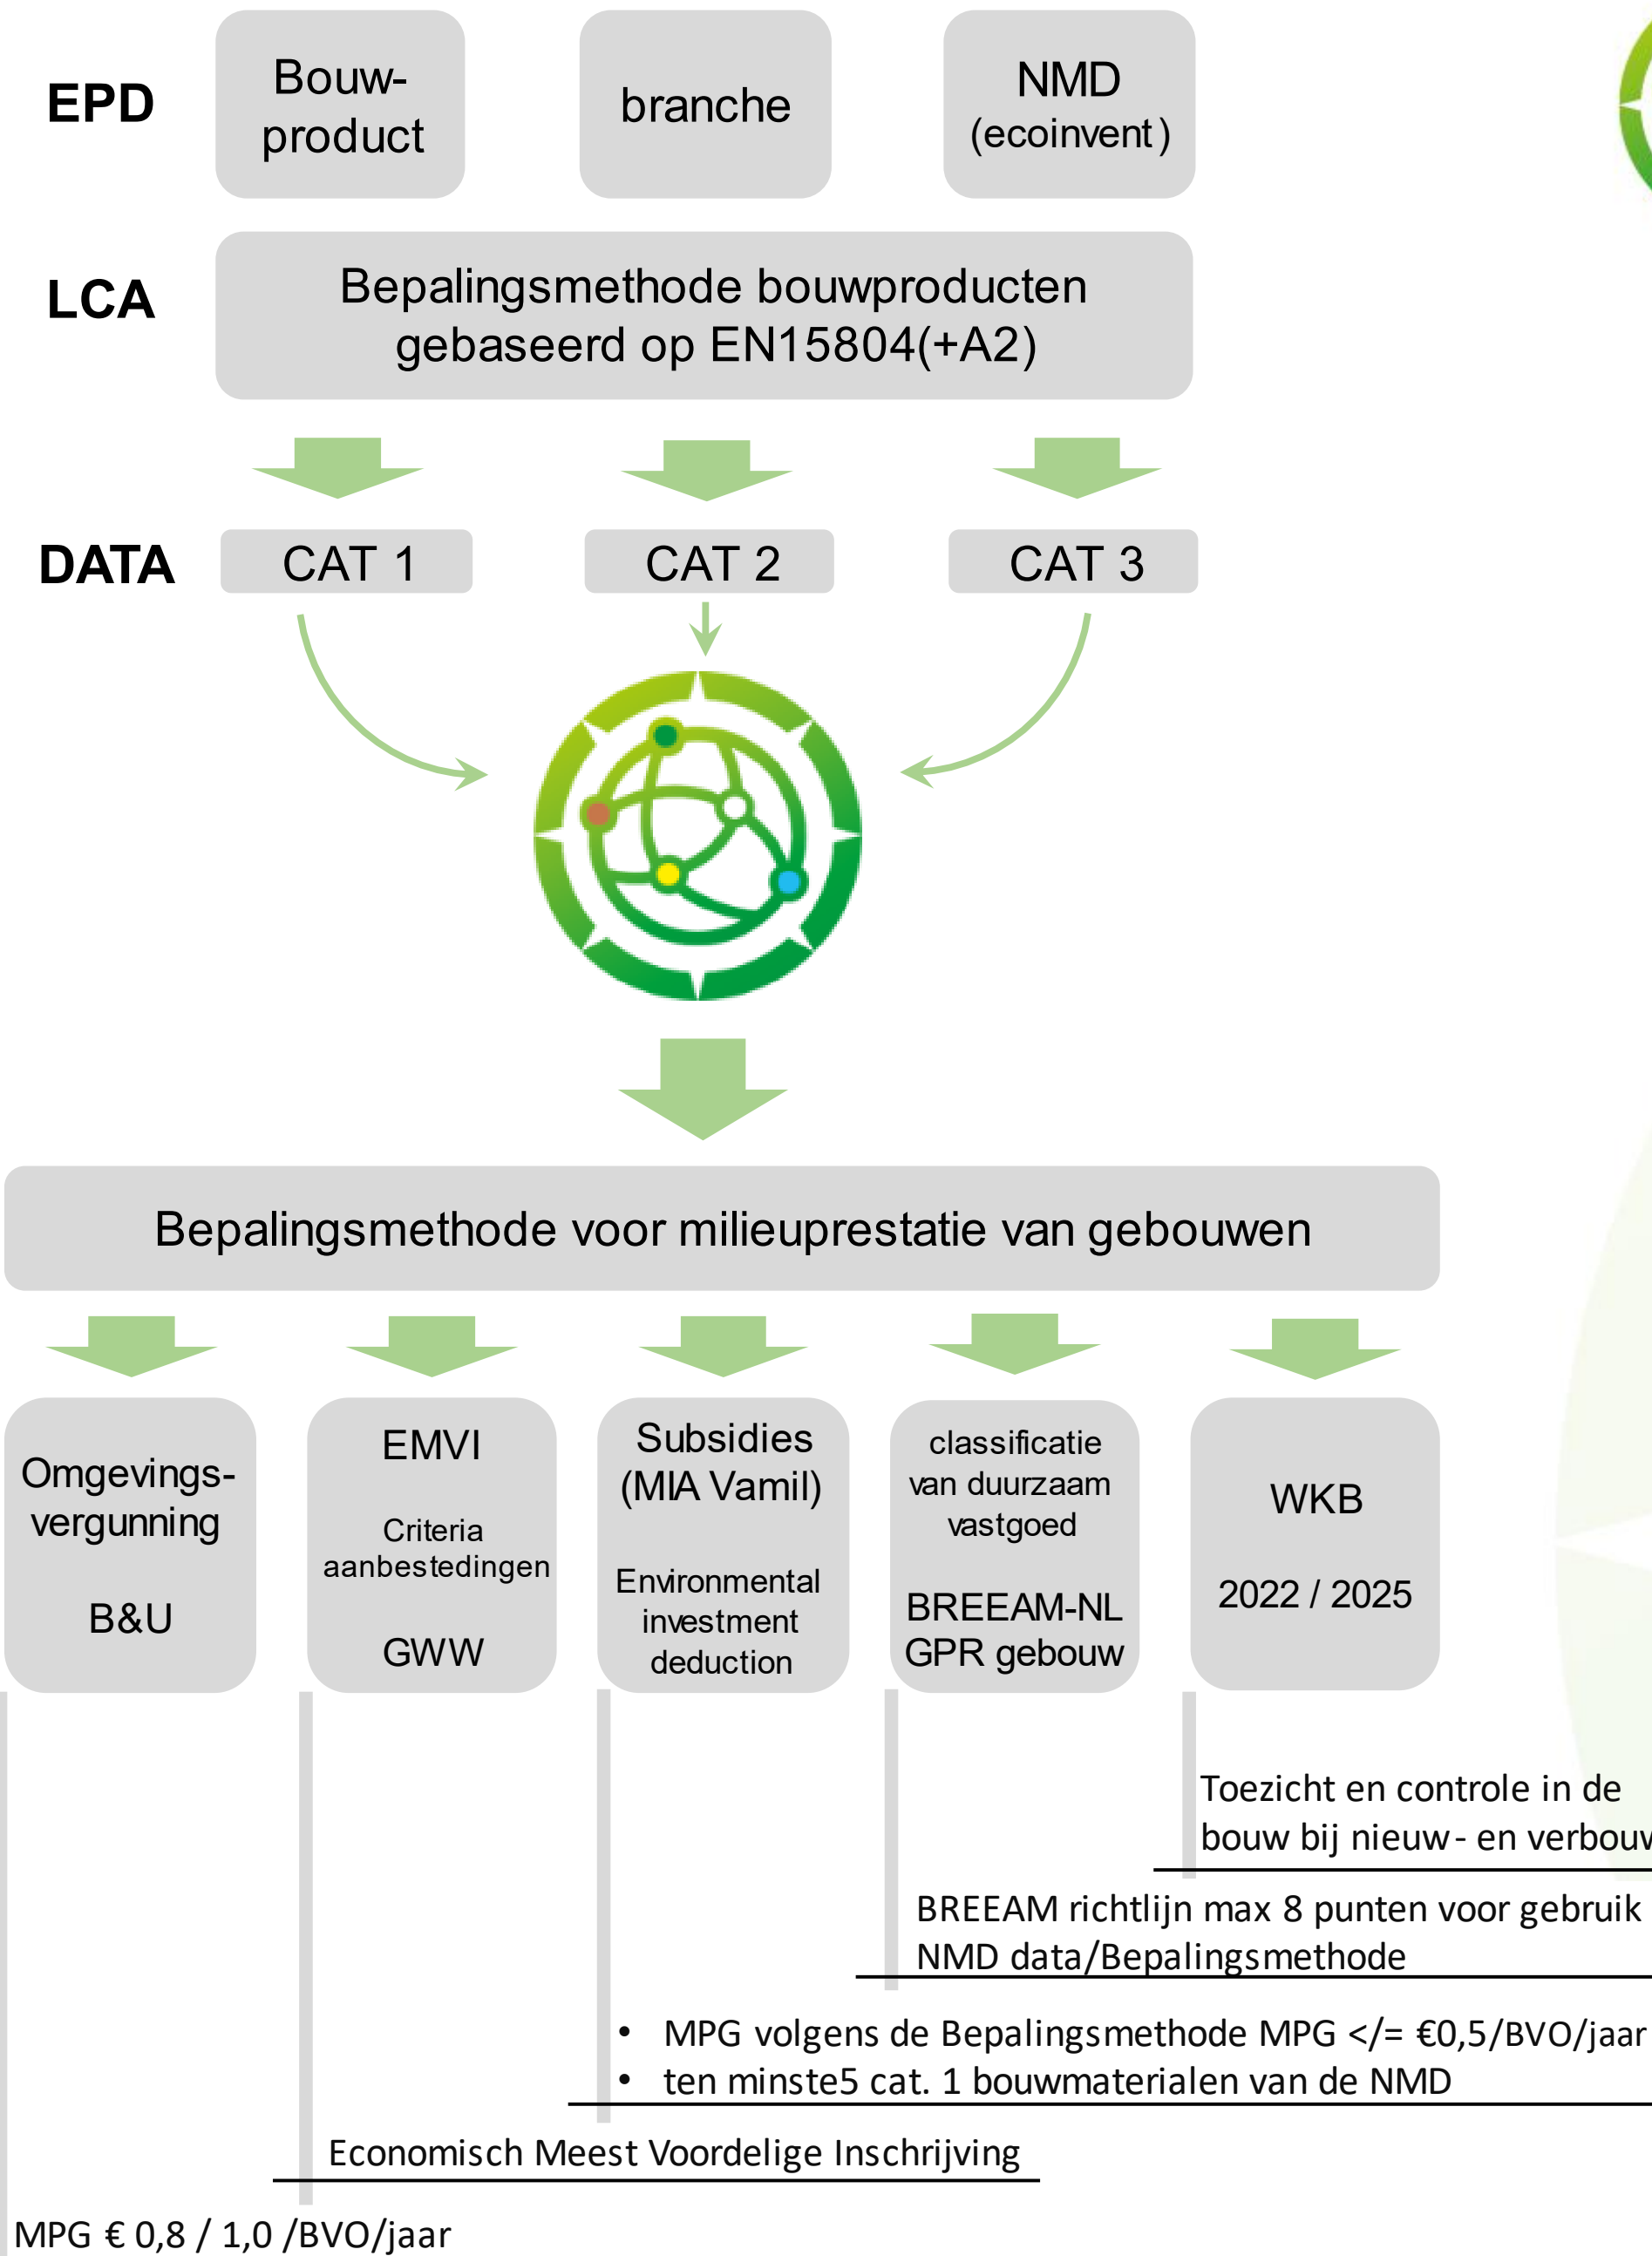 EPD
Bouw-
product
branche
NMD
(ecoinvent)
LCA
Bepalingsmethode bouwproducten
gebaseerd op EN15804(+A2)
DATA
CAT 1
CAT 2
CAT 3
Bepalingsmethode voor milieuprestatie van gebouwen
Omgevings-
vergunning
B&U
EMVI
Criteria
aanbestedingen
GWW
Subsidies
(MIA Vamil)
Environmental
investment
deduction
classificatie
van duurzaam
vastgoed
BREEAM-NL
GPR gebouw
WKB
2022 / 2025
Toezicht en controle in de
bouw bij nieuw- en
BREEAM richtlijn max 8 punten voor gebruik
NMD data/Bepalingsmethode
• MPG volgens de Bepalingsmethode MPG </= €0,5/BVO/jaar
• ten minste5 cat. 1 bouwmaterialen van de NMD
Economisch Meest Voordelige Inschrijving
MPG € 0,8 / 1,0 /BVO/jaar